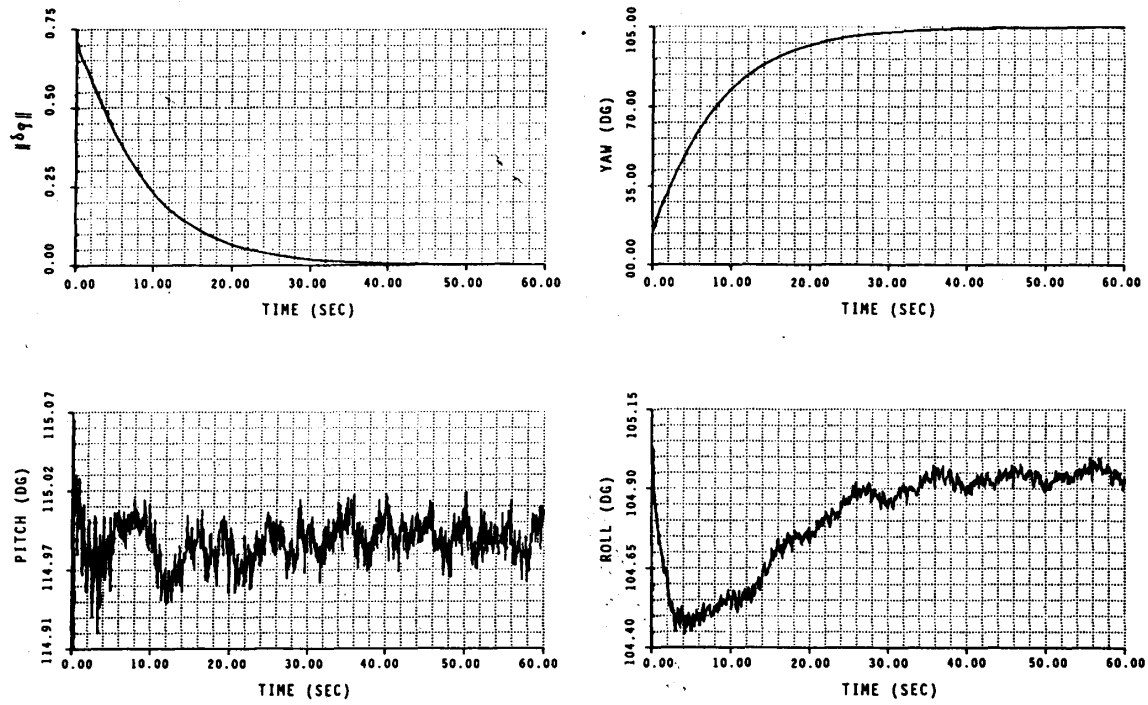 0.75
0.50
0.25
0.00
||δq||
0.00 10.00 20.00 30.00 40.00 50.00 60.00
TIME (SEC)
105.00
70.00
35.00
00.00
YAW (DG)
0.00 10.00 20.00 30.00 40.00 50.00 60.00
TIME (SEC)
115.07
115.02
114.97
114.91
PITCH (DG)
0.00 10.00 20.00 30.00 40.00 50.00 60.00
TIME (SEC)
105.15
104.90
104.65
104.40
ROLL (DG)
0.00 10.00 20.00 30.00 40.00 50.00 60.00
TIME (SEC)